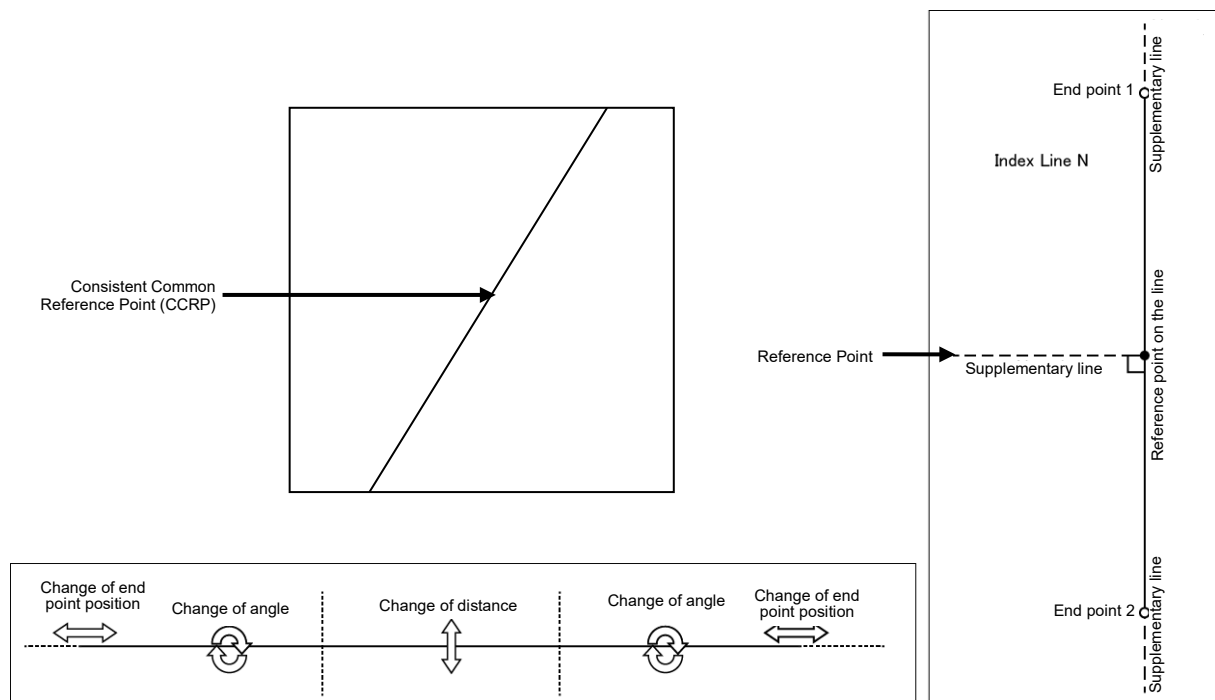 Consistent Common
Reference Point (CCRP)
End point 1
Supplementary line
Index Line N
Reference point on the line
Reference Point
Supplementary line
End point 2
Supplementary line
Change of end
point position
Change of angle
Change of distance
Change of angle
Change of end
point position